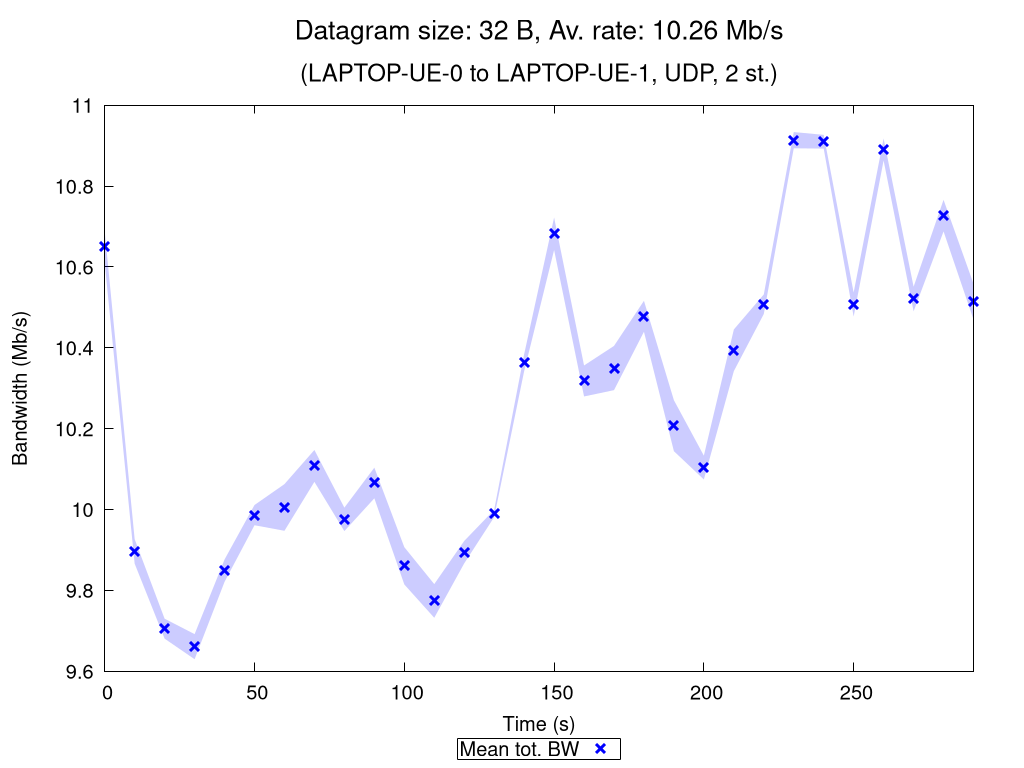 Datagram size: 32 B, Av. rate: 10.26 Mb/s
(LAPTOP-UE-0 to LAPTOP-UE-1, UDP, 2 st.)
11
10.8
10.6
10.4
10.2
10
9.8
9.6
Bandwidth (Mb/s)
0 50 100 150 200 250
Time (s)
Mean tot. BW